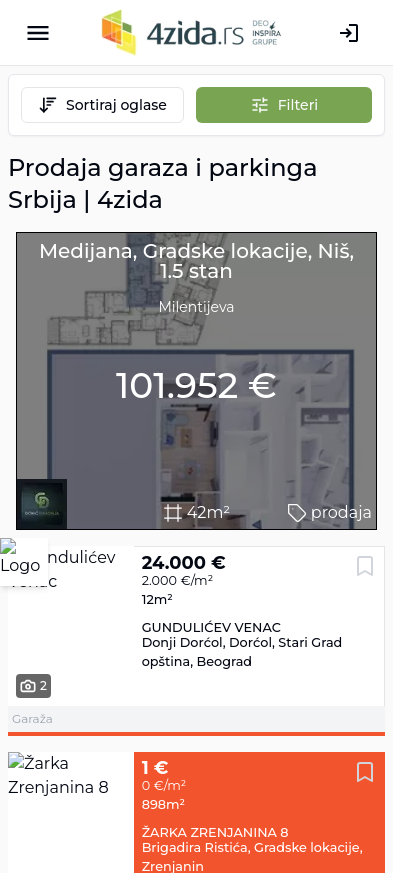 4zida.rs DEO INSPIRA GRUPE
Sortiraj oglase
Filteri
Prodaja garaza i parkinga
Srbija | 4zida
Medijana, Gradske lokacije, Niš,
1.5 stan
Milentijeva
101.952 €
42m²
prodaja
Logo
ndulićev
24.000 €
2.000 €/m²
12m²
GUNDULIĆEV VENAC
Donji Dorćol, Dorćol, Stari Grad
opština, Beograd
2
Garaža
Žarka
Zrenjanina 8
1 €
0 €/m²
898m²
ŽARKA ZRENJANINA 8
Brigadira Ristića, Gradske lokacije,
Zrenjanin